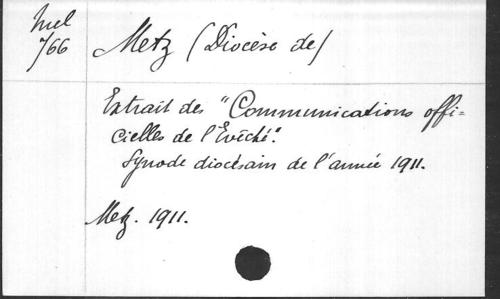 Mel
766
Metz (Diocèse de)
Extrait des "Communications offi-
cielles de l'Evêché".
Synode diocésain de l'année 1911.
Metz. 1911.